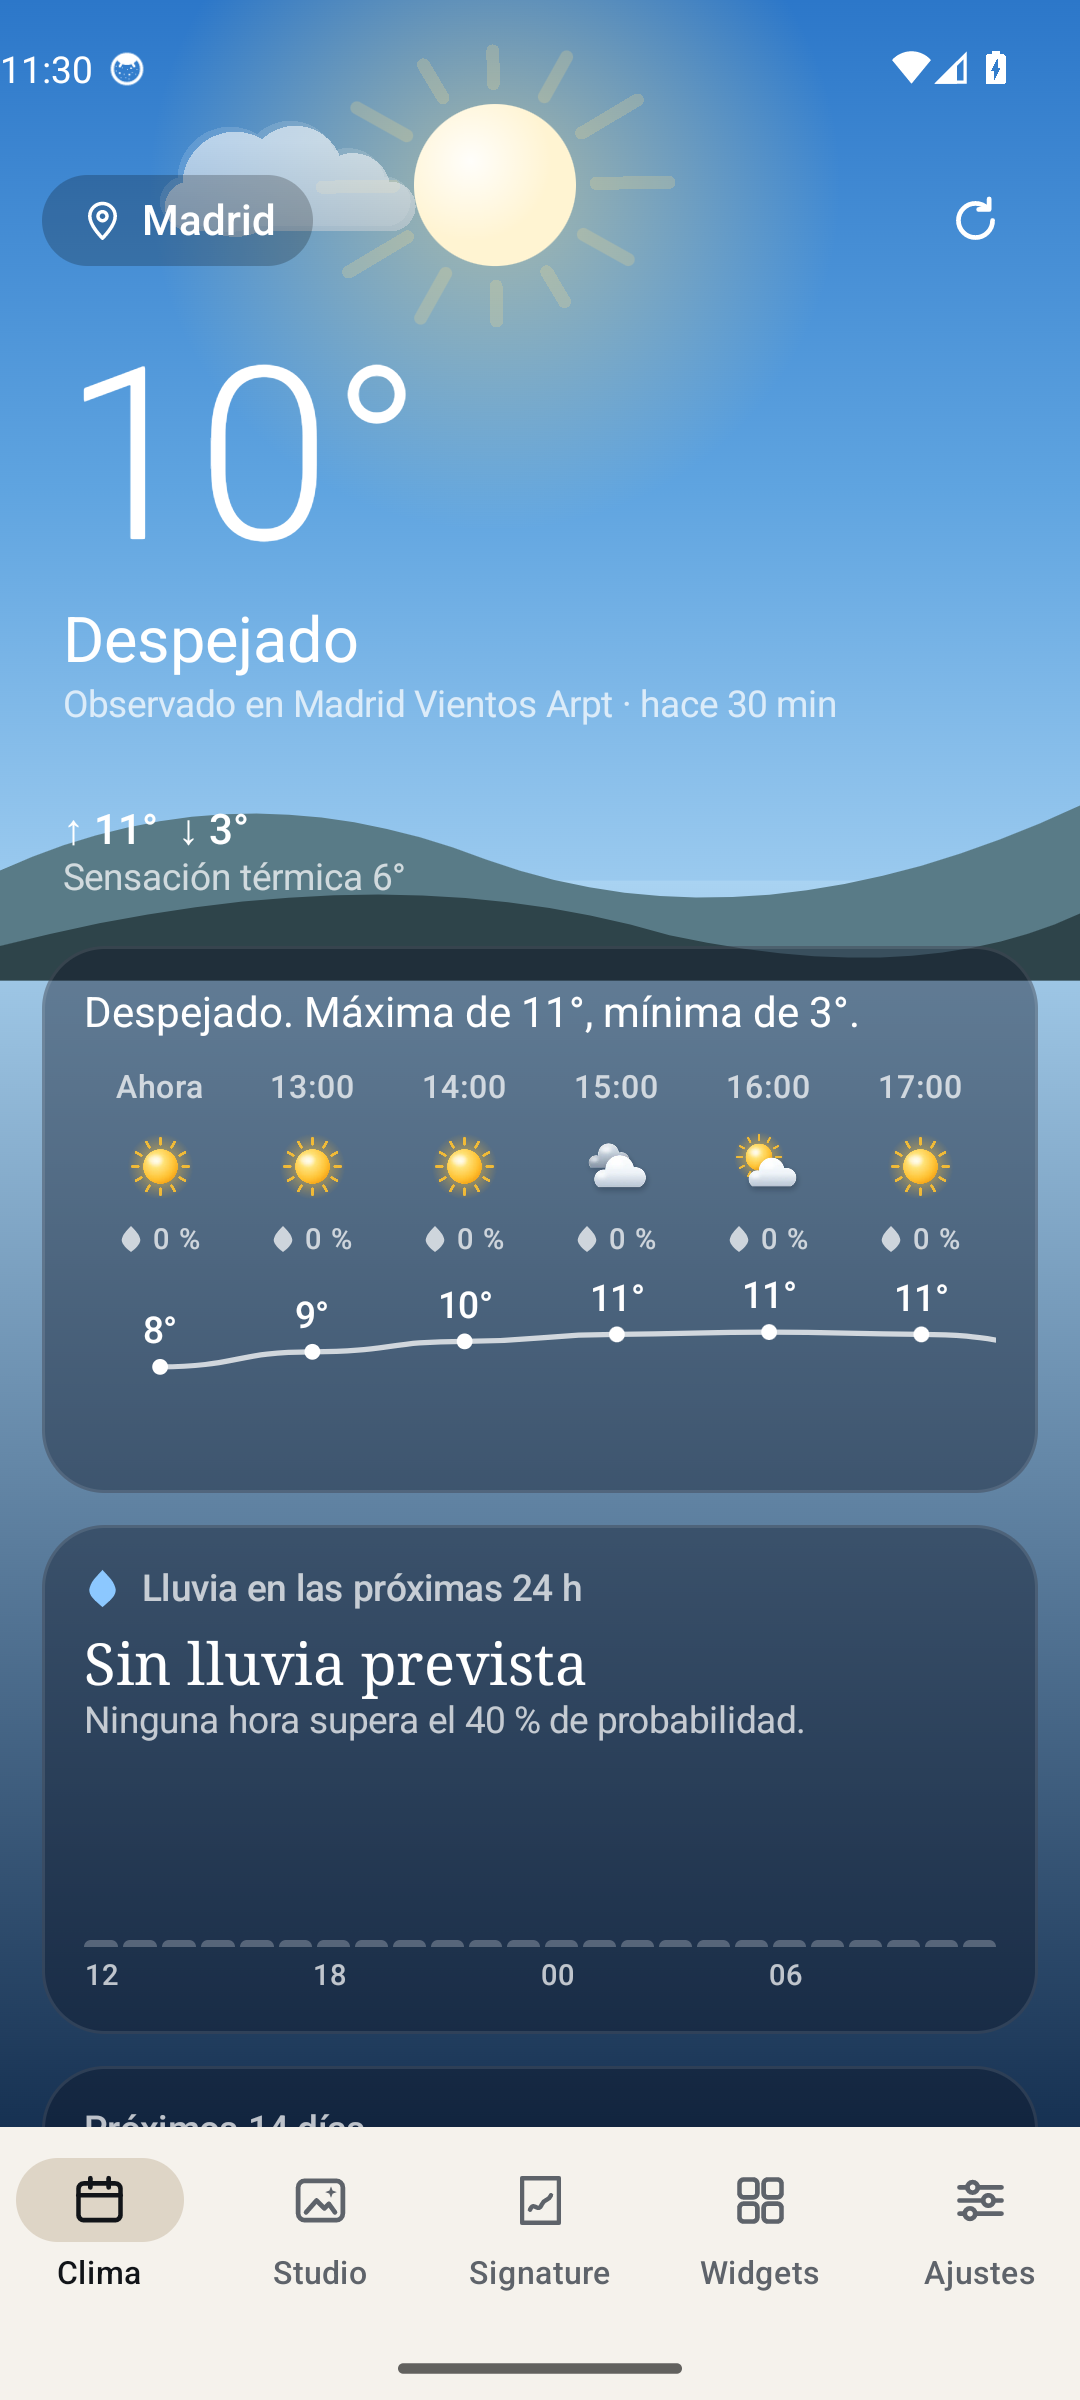 11:30
Madrid
10°
Despejado
Observado en Madrid Vientos Arpt · hace 30 min
↑ 11° ↓ 3°
Sensación térmica 6°
Despejado. Máxima de 11°, mínima de 3°.
Ahora 13:00 14:00 15:00 16:00 17:00
0 % 0 % 0 % 0 % 0 % 0 %
8° 9° 10° 11° 11° 11°
Lluvia en las próximas 24 h
Sin lluvia prevista
Ninguna hora supera el 40 % de probabilidad.
12 18 00 06
Próximos 14 días
Clima Studio Signature Widgets Ajustes